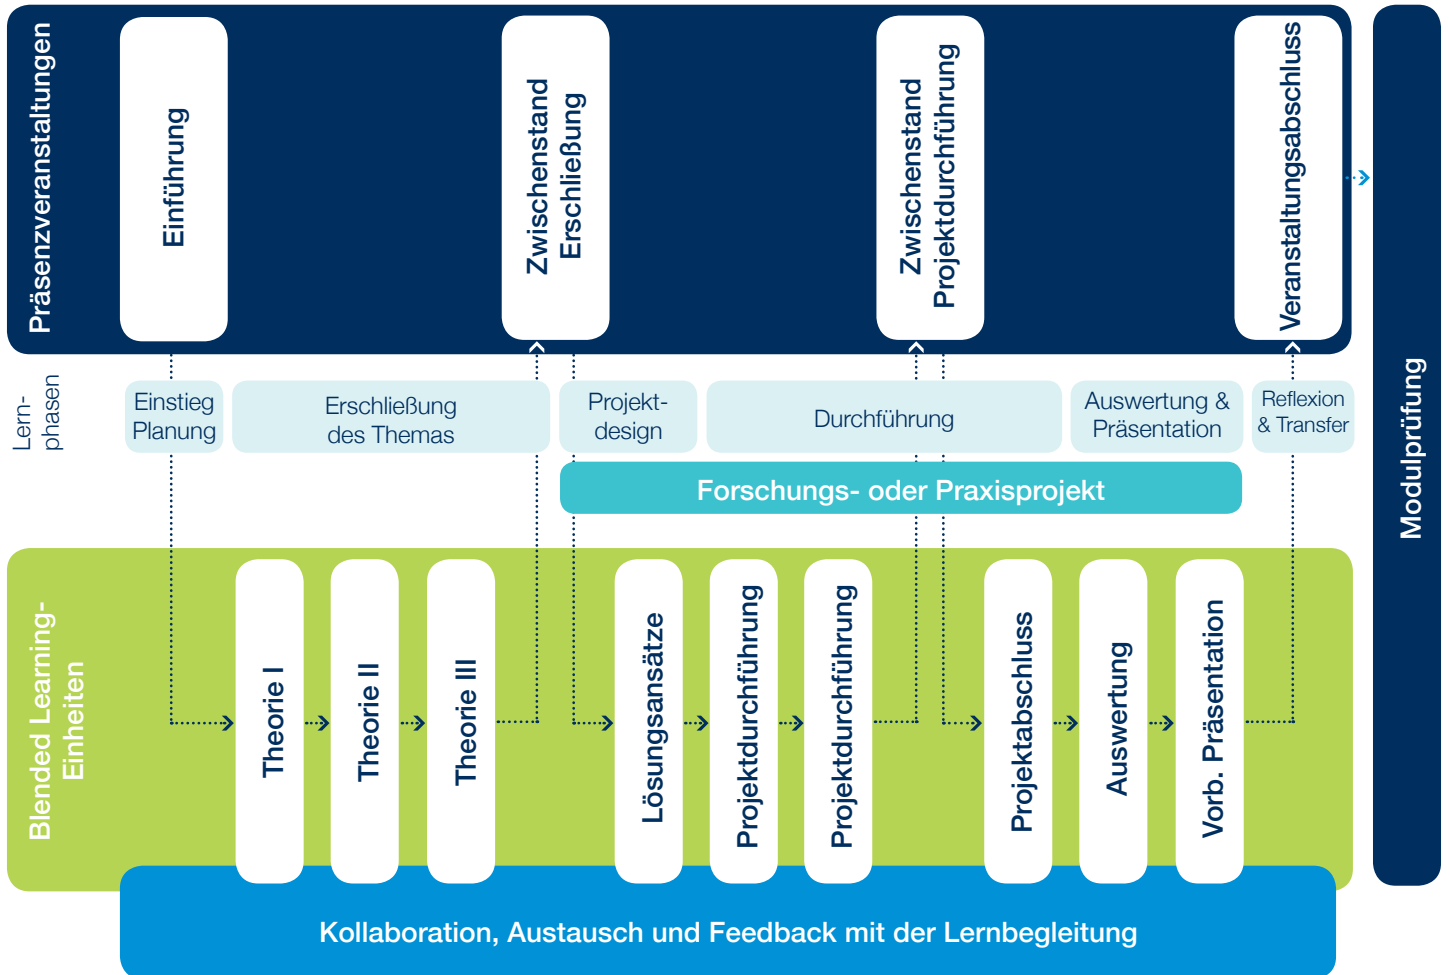 Präsenzveranstaltungen
Einführung
Zwischenstand
Erschließung
Zwischenstand
Projektdurchführung
Veranstaltungsabschluss
Modulprüfung
Lern-
phasen
Einstieg
Planung
Erschließung
des Themas
Projekt-
design
Durchführung
Auswertung &
Präsentation
Reflexion
& Transfer
Forschungs- oder Praxisprojekt
Blended Learning-
Einheiten
Theorie I
Theorie II
Theorie III
Lösungsansätze
Projektdurchführung
Projektdurchführung
Projektabschluss
Auswertung
Vorb. Präsentation
Kollaboration, Austausch und Feedback mit der Lernbegleitung